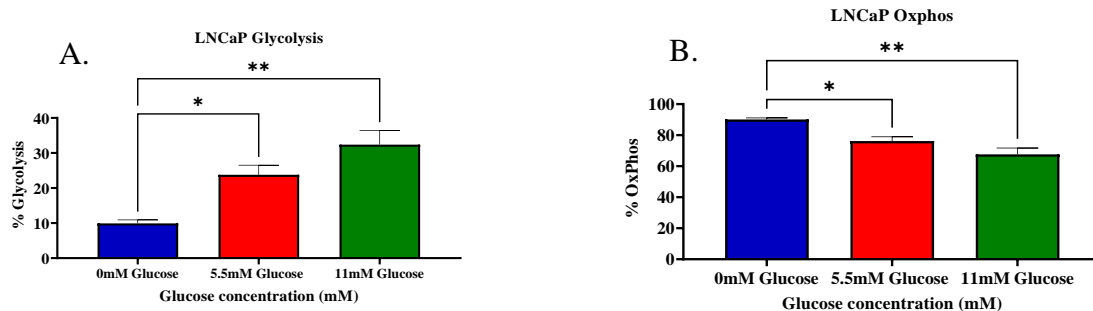 LNCaP Glycolysis
A.
**
*
40
30
20
10
0
% Glycolysis
0mM Glucose 5.5mM Glucose 11mM Glucose
Glucose concentration (mM)
LNCaP Oxphos
B.
**
*
100
80
60
40
20
0
% OxPhos
0mM Glucose 5.5mM Glucose 11mM Glucose
Glucose concentration (mM)